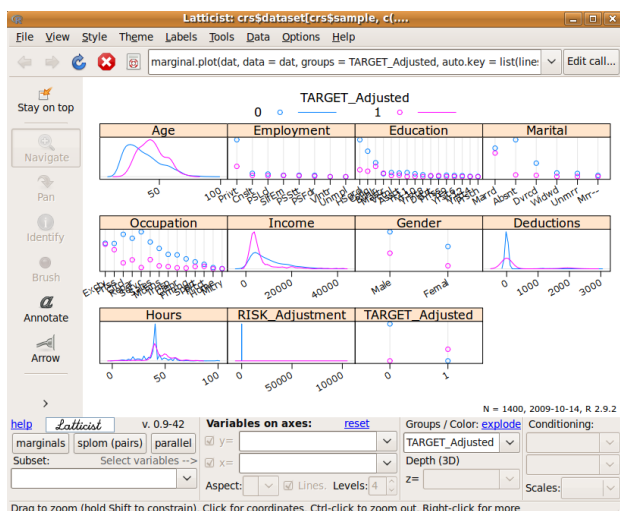 Latticist: crs$dataset[crs$sample, c(....
File View Style Theme Labels Tools Data Options Help
marginal.plot(dat, data = dat, groups = TARGET_Adjusted, auto.key = list(line: Edit call...
Stay on top
Navigate
Pan
Identify
Brush
Annotate
Arrow
TARGET_Adjusted
0 1
Age Employment Education Marital
50 100
Marrd Absnt Dvrcd Widwd Unmrr Mr--
Occupation Income Gender Deductions
0 20000 40000 Male Femal 0 1000 2000 3000
Hours RISK_Adjustment TARGET_Adjusted
0 50 100 0 50000 10000 0 1
N = 1400, 2009-10-14, R 2.9.2
help Latticist v. 0.9-42 Variables on axes: reset Groups / Color: explode Conditioning:
marginals splom (pairs) parallel y= TARGET_Adjusted
Subset: Select variables --> x= Depth (3D)
Aspect: Lines. Levels: 4 z= Scales:
Drag to zoom (hold Shift to constrain). Click for coordinates. Ctrl-click to zoom out. Right-click for more